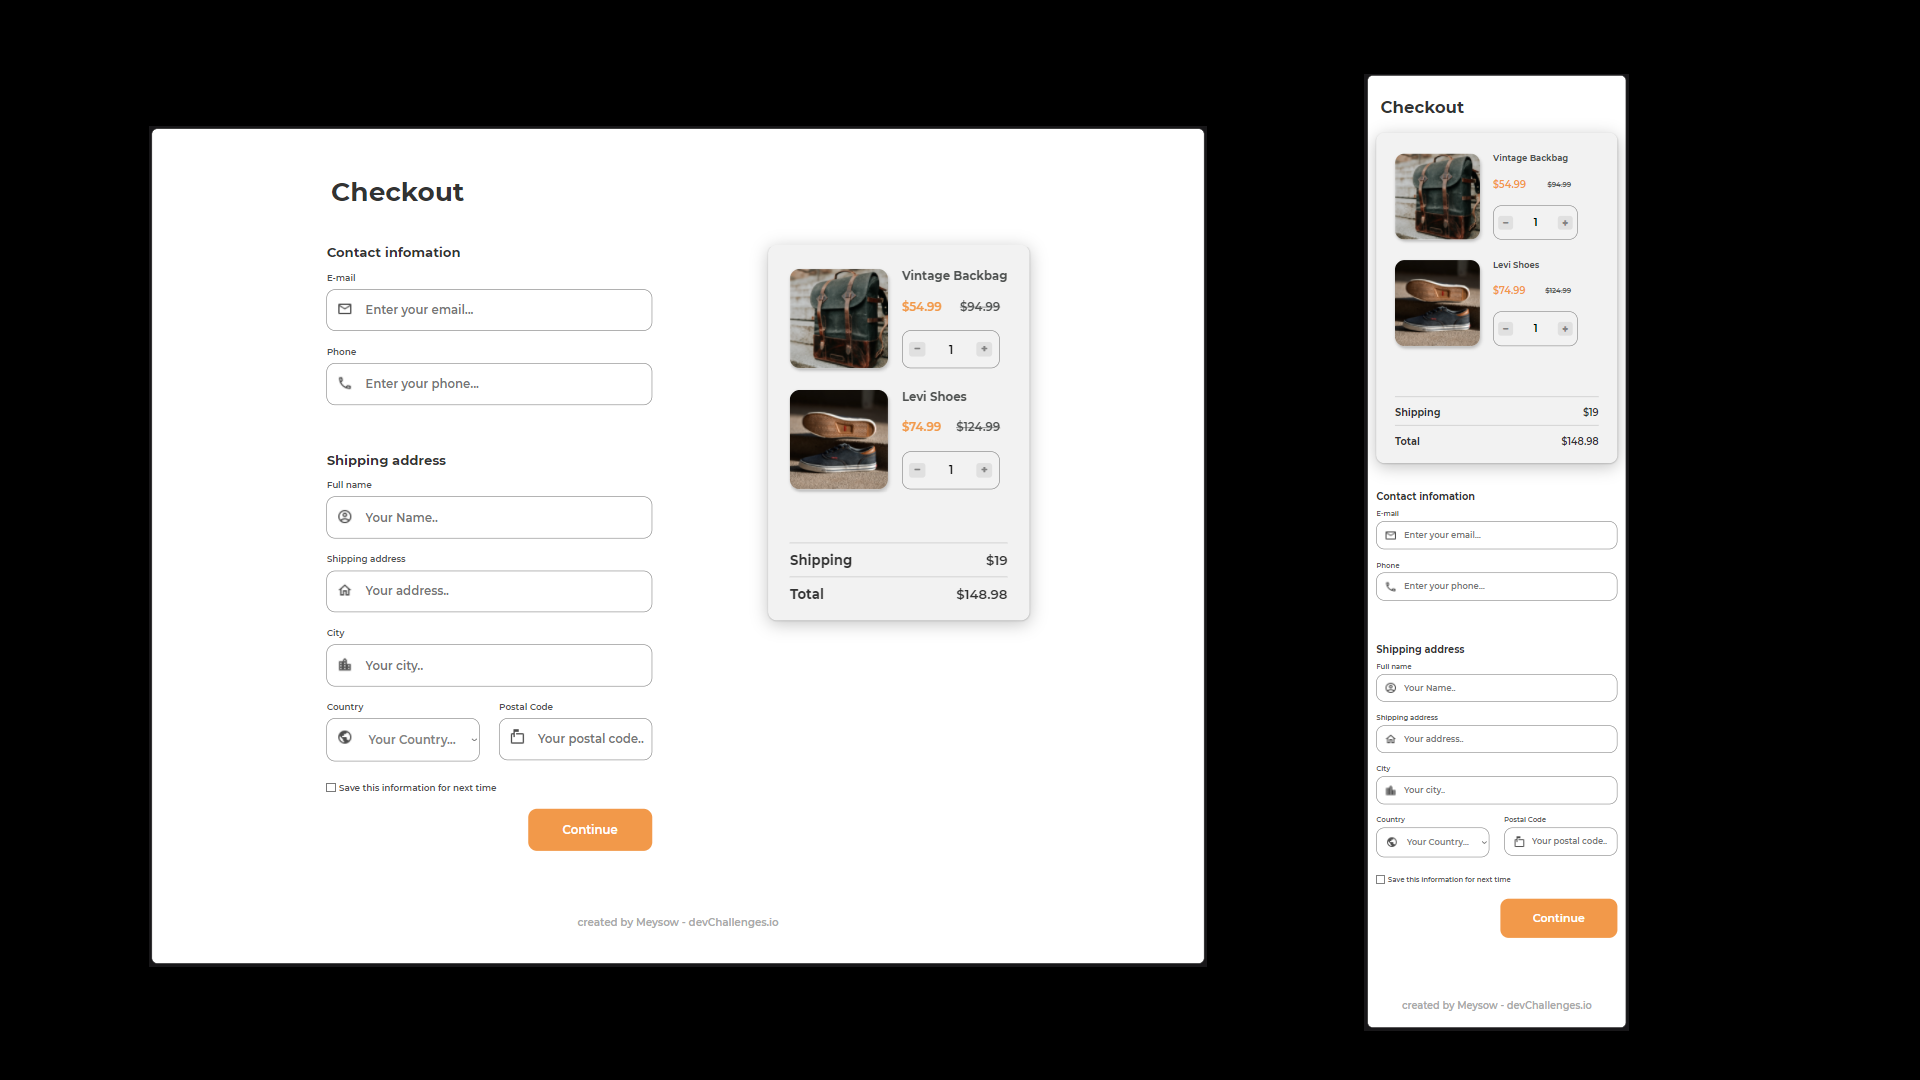 Checkout
Contact infomation
E-mail
Enter your email...
Phone
Enter your phone...
Shipping address
Full name
Your Name..
Shipping address
Your address..
City
Your city..
Country
Postal Code
Your Country...
Your postal code..
Save this information for next time
Continue
Vintage Backbag
$54.99 $94.99
- 1 +
Levi Shoes
$74.99 $124.99
- 1 +
Shipping $19
Total $148.98
created by Meysow - devChallenges.io
Checkout
Vintage Backbag
$54.99 $94.99
- 1 +
Levi Shoes
$74.99 $124.99
- 1 +
Shipping $19
Total $148.98
Contact infomation
E-mail
Enter your email...
Phone
Enter your phone...
Shipping address
Full name
Your Name..
Shipping address
Your address..
City
Your city..
Country
Postal Code
Your Country...
Your postal code..
Save this information for next time
Continue
created by Meysow - devChallenges.io